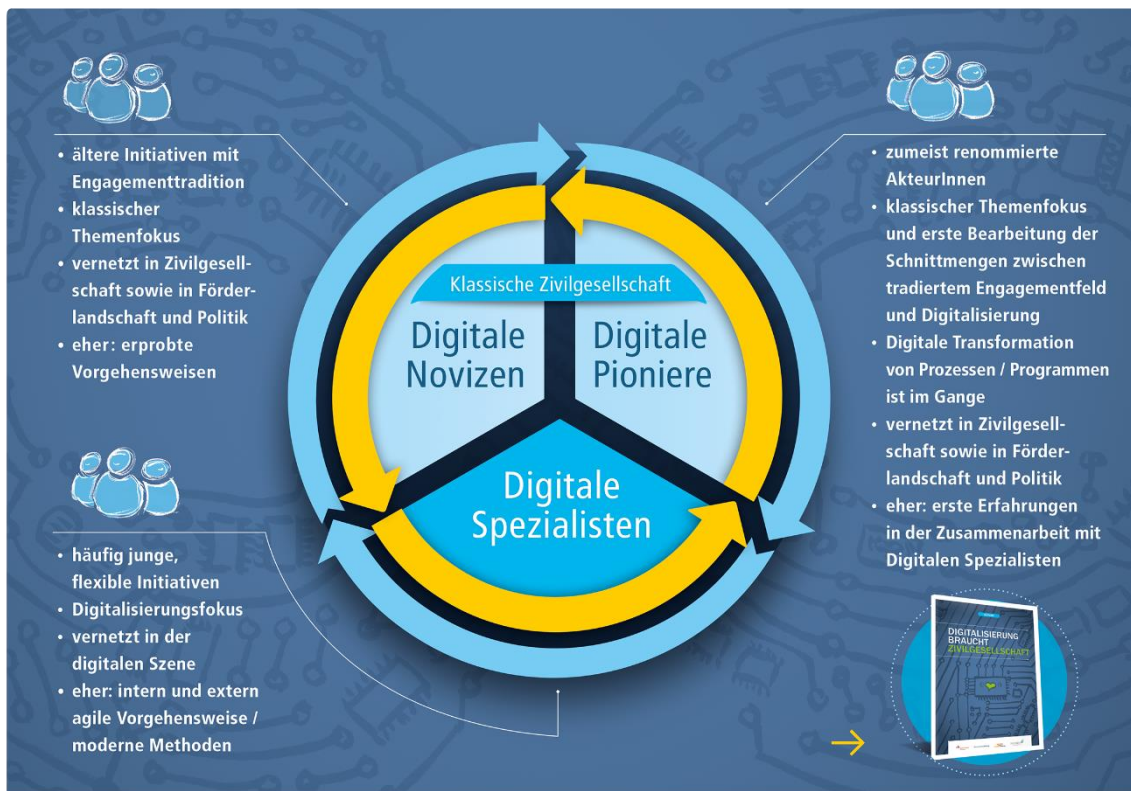 • ältere Initiativen mit
Engagementtradition
• klassischer
Themenfokus
• vernetzt in Zivilgesell-
schaft sowie in Förder-
landschaft und Politik
• eher: erprobte
Vorgehensweisen
Klassische Zivilgesellschaft
Digitale
Novizen
Digitale
Pioniere
Digitale
Spezialisten
• zumeist renommierte
AkteurInnen
• klassischer Themenfokus
und erste Bearbeitung der
Schnittmengen zwischen
tradiertem Engagementfeld
und Digitalisierung
• Digitale Transformation
von Prozessen / Programmen
ist im Gange
• vernetzt in Zivilgesell-
schaft sowie in Förder-
landschaft und Politik
• eher: erste Erfahrungen
in der Zusammenarbeit mit
Digitalen Spezialisten
• häufig junge,
flexible Initiativen
• Digitalisierungsfokus
• vernetzt in der
digitalen Szene
• eher: intern und extern
agile Vorgehensweise /
moderne Methoden
DIGITALISIERUNG
BRAUCHT
ZIVILGESELLSCHAFT